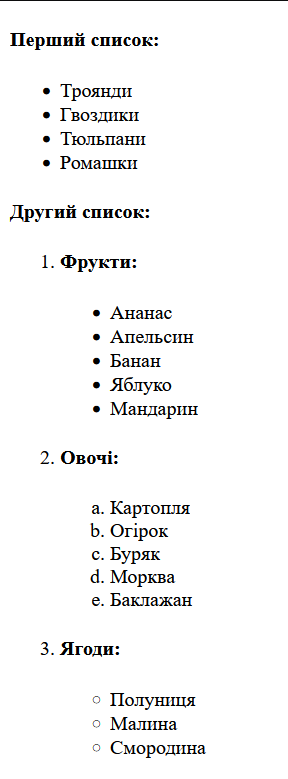 Перший список:
• Троянди
• Гвоздики
• Тюльпани
• Ромашки
Другий список:
1. Фрукти:
• Ананас
• Апельсин
• Банан
• Яблуко
• Мандарин
2. Овочі:
a. Картопля
b. Огірок
c. Буряк
d. Морква
e. Баклажан
3. Ягоди:
○ Полуниця
○ Малина
○ Смородина